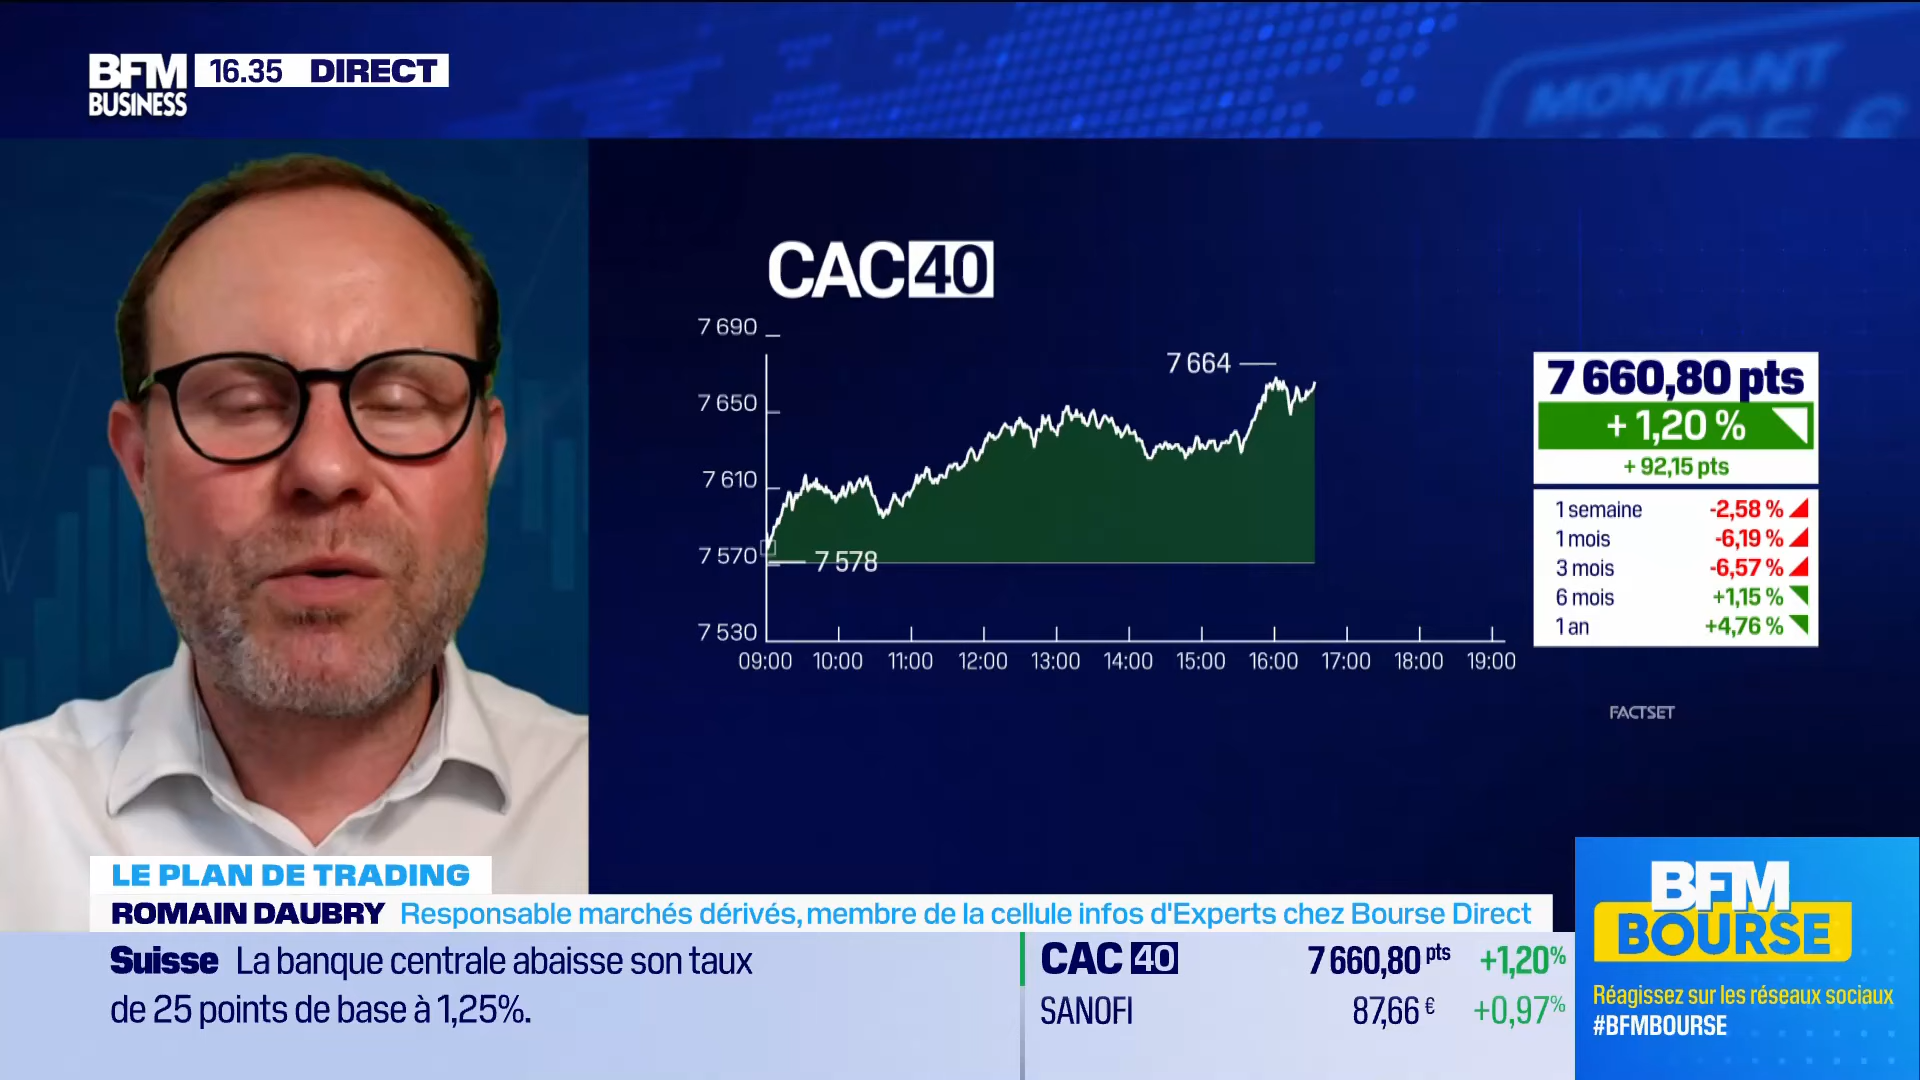 BFM
BUSINESS
16.35 DIRECT
MONTANT
CAC40
7 690
7 650
7 610
7 570
7 530
7 664
7 578
09:00 10:00 11:00 12:00 13:00 14:00 15:00 16:00 17:00 18:00 19:00
7 660,80 pts
+ 1,20 %
+ 92,15 pts
1 semaine -2,58 %
1 mois -6,19 %
3 mois -6,57 %
6 mois +1,15 %
1 an +4,76 %
FACTSET
LE PLAN DE TRADING
ROMAIN DAUBRY Responsable marchés dérivés, membre de la cellule infos d'Experts chez Bourse Direct
Suisse La banque centrale abaisse son taux
de 25 points de base à 1,25%.
CAC 40 7 660,80 pts +1,20%
SANOFI 87,66 € +0,97%
BFM
BOURSE
Réagissez sur les réseaux sociaux
#BFMBOURSE